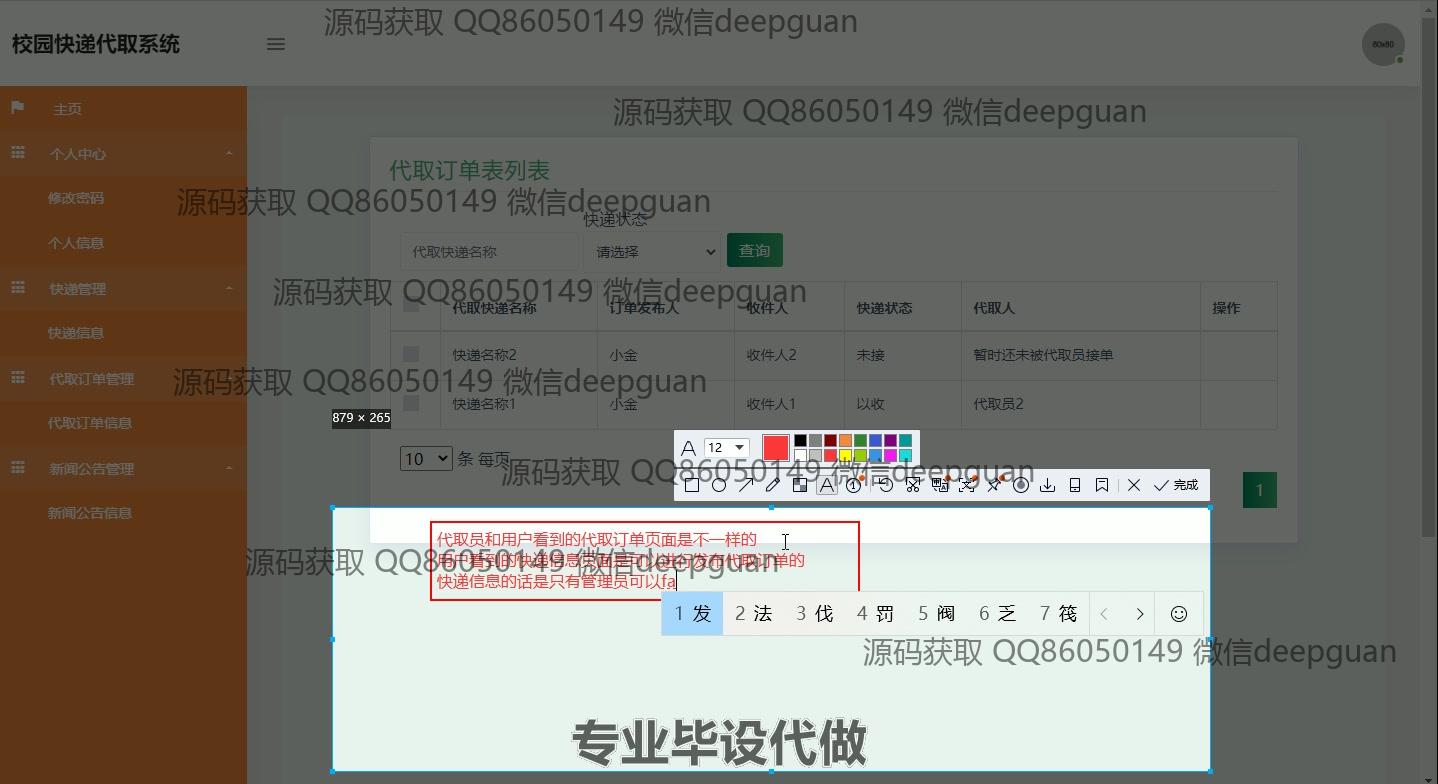 源码获取 QQ86050149 微信deepguan
校园快递代取系统
60x60
源码获取 QQ86050149 微信deepguan
主页
个人中心
修改密码
个人信息
快递管理
快递信息
代取订单管理
代取订单信息
新闻公告管理
新闻公告信息
代取订单表列表
源码获取 QQ86050149 微信deepguan
快递状态
代取快递名称 请选择 查询
源码获取 QQ86050149 微信deepguan
代取快递名称 订单发布人 收件人 快递状态 代取人 操作
快递名称2 小金 收件人2 未接 暂时还未被代取员接单
源码获取 QQ86050149 微信deepguan
快递名称1 小金 收件人1 以收 代取员2
879 × 265
A 12
10 条 每页
源码获取 QQ86050149 微信deepguan
A 1 完成
1
代取员和用户看到的代取订单页面是不一样的
用户看到的快递信息页面是可以进行发布代取订单的
源码获取 QQ86050149 微信deepguan
快递信息的话是只有管理员可以fa
1 发 2 法 3 伐 4 罚 5 阀 6 乏 7 筏
源码获取 QQ86050149 微信deepguan
专业毕设代做